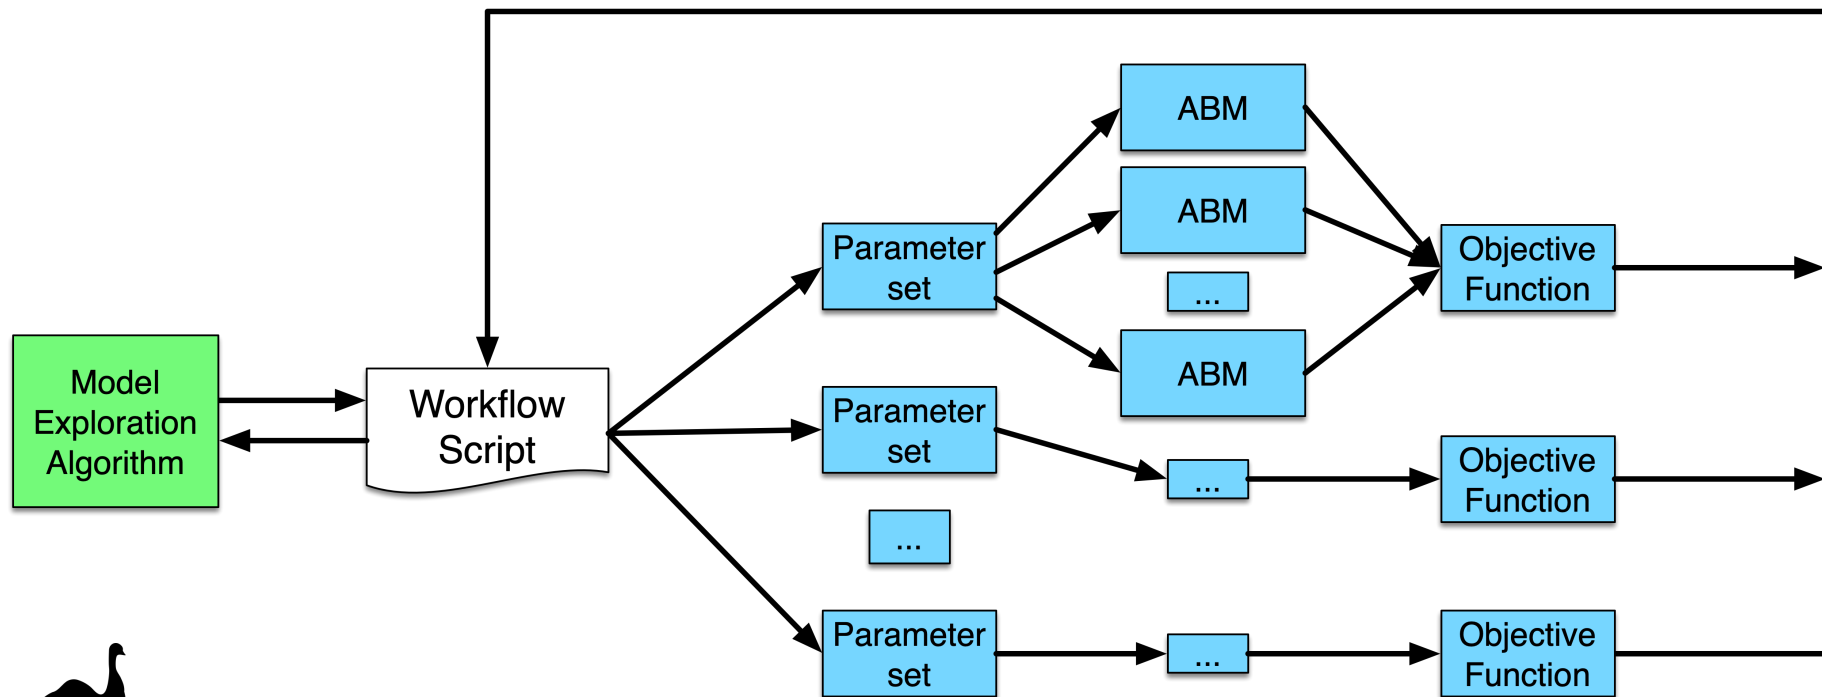 Model
Exploration
Algorithm
Workflow
Script
Parameter
set
ABM
ABM
...
ABM
Objective
Function
Parameter
set
...
Objective
Function
...
Parameter
set
...
Objective
Function